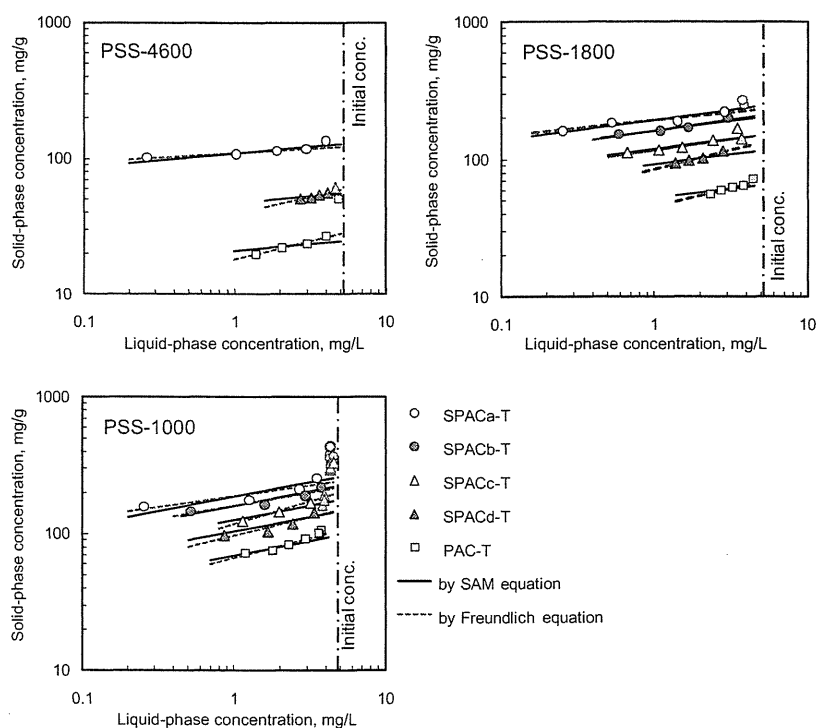 1000
100
10
0.1
1
10
Solid-phase concentration, mg/g
Liquid-phase concentration, mg/L
PSS-4600
Initial conc.
1000
100
10
0.1
1
10
Solid-phase concentration, mg/g
Liquid-phase concentration, mg/L
PSS-1800
Initial conc.
1000
100
10
0.1
1
10
Solid-phase concentration, mg/g
Liquid-phase concentration, mg/L
PSS-1000
Initial conc.
SPACa-T
SPACb-T
SPACc-T
SPACd-T
PAC-T
by SAM equation
by Freundlich equation